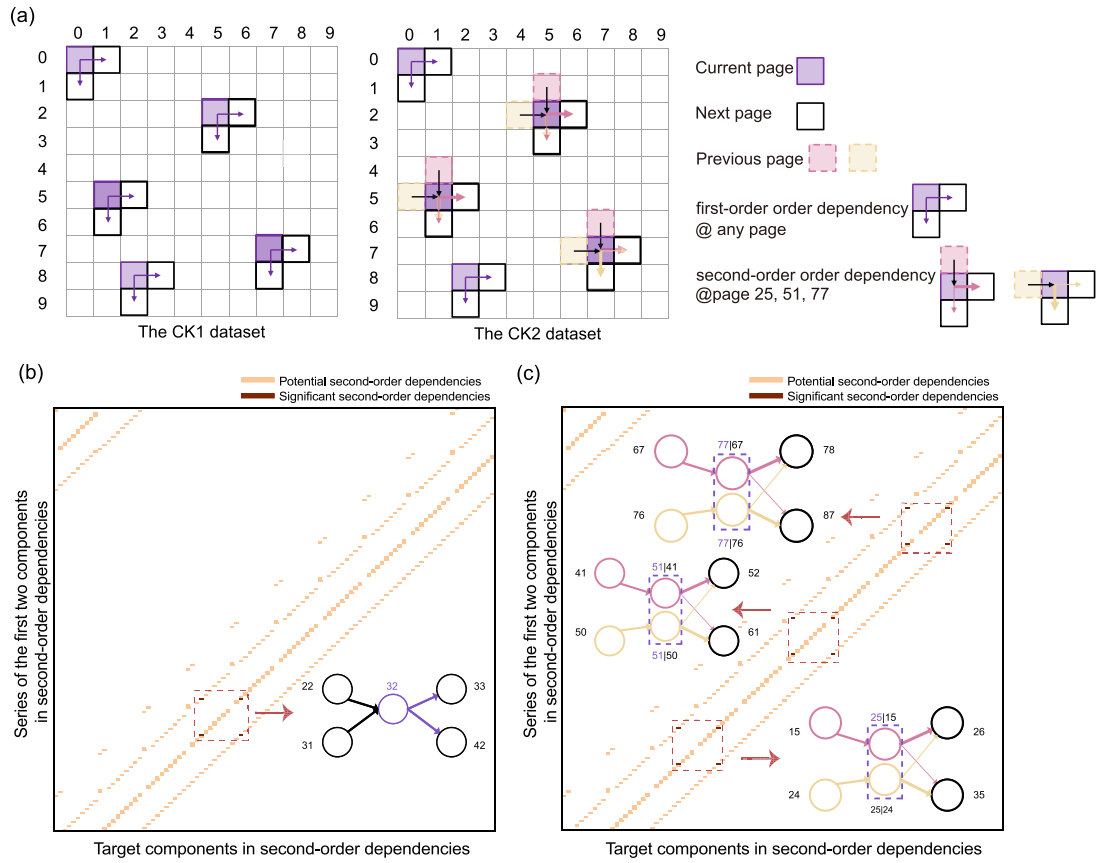 (a)
0 1 2 3 4 5 6 7 8 9
0
1
2
3
4
5
6
7
8
9
The CK1 dataset
0 1 2 3 4 5 6 7 8 9
0
1
2
3
4
5
6
7
8
9
The CK2 dataset
Current page
Next page
Previous page
first-order order dependency
@ any page
second-order order dependency
@page 25, 51, 77
(b)
Potential second-order dependencies
Significant second-order dependencies
Series of the first two components
in second-order dependencies
22
32
33
31
42
Target components in second-order dependencies
(c)
Potential second-order dependencies
Significant second-order dependencies
Series of the first two components
in second-order dependencies
67
77|67
78
76
87
77|76
41
51|41
52
50
61
51|50
15
25|15
26
24
35
25|24
Target components in second-order dependencies